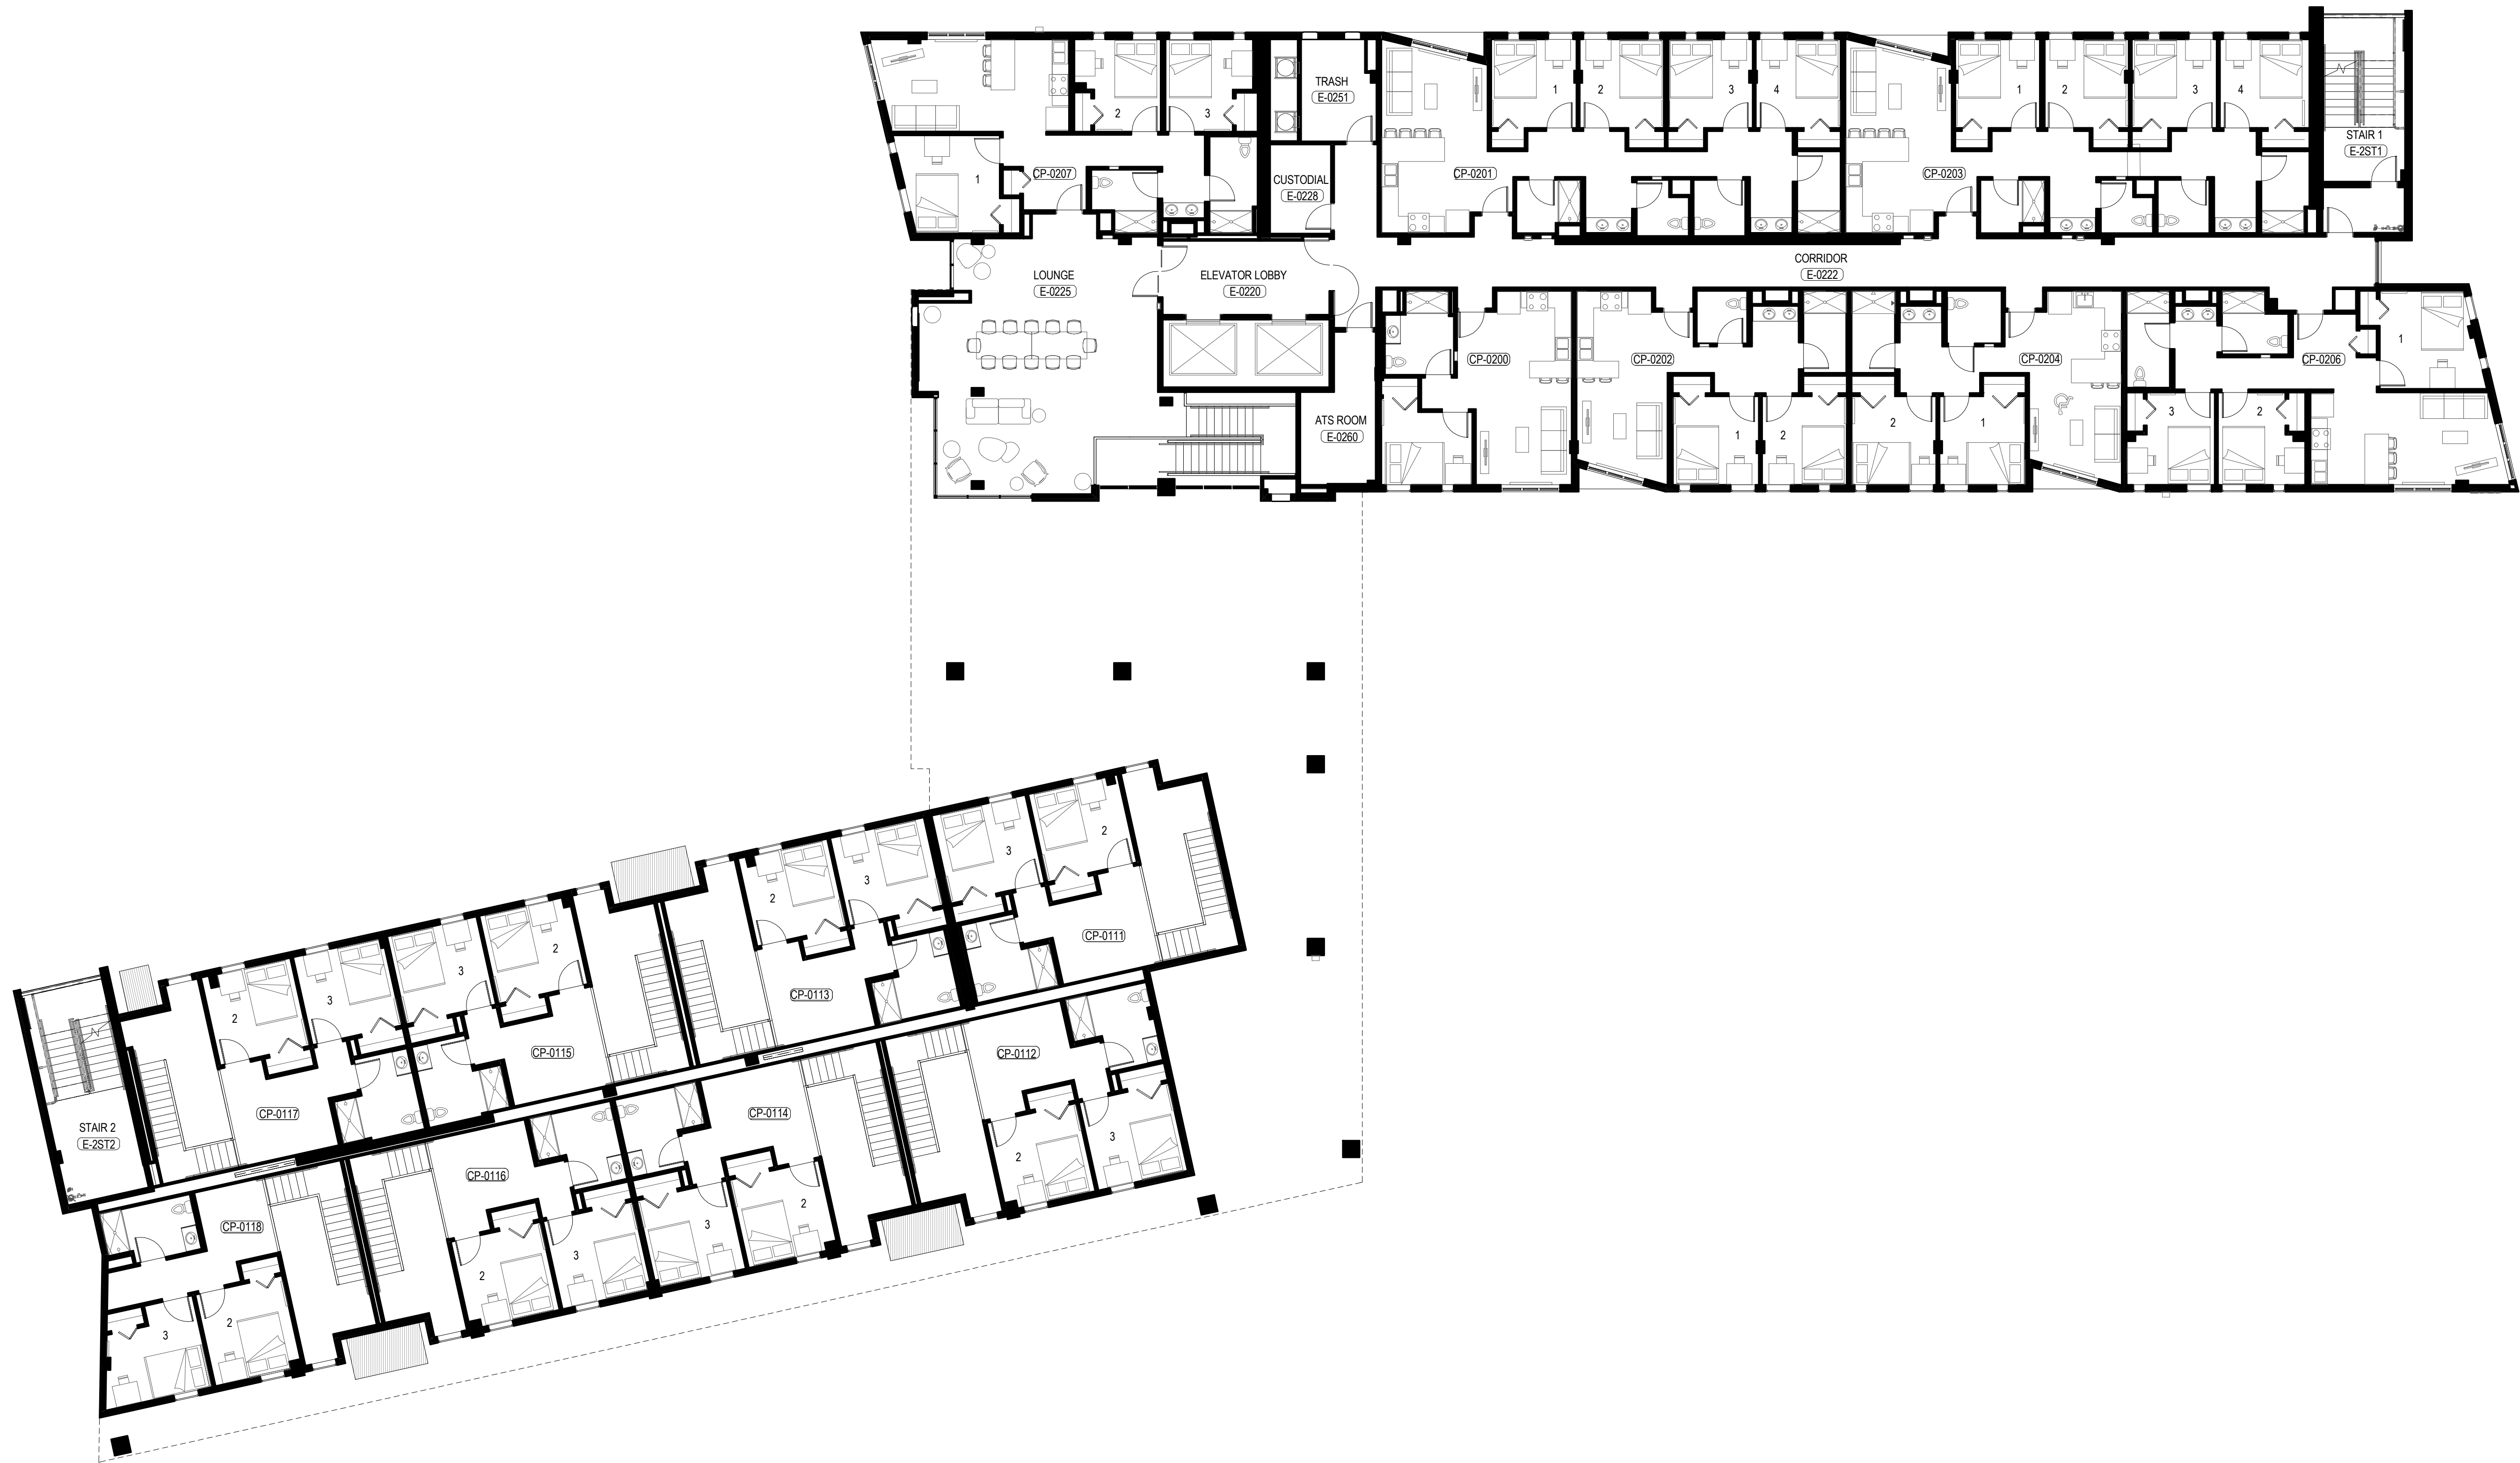 TRASH
E-0251
1
2
3
4
1
2
3
4
2
3
STAIR 1
E-2ST1
CP-0207
1
CUSTODIAL
E-0228
CP-0201
CP-0203
LOUNGE
E-0225
ELEVATOR LOBBY
E-0220
CORRIDOR
E-0222
CP-0200
CP-0202
CP-0204
CP-0206
1
ATS ROOM
E-0260
1
2
2
1
3
2
2
3
3
2
CP-0111
2
3
3
2
CP-0113
2
3
CP-0115
CP-0112
CP-0117
CP-0114
STAIR 2
E-2ST2
3
2
CP-0116
2
3
CP-0118
2
3
3
2